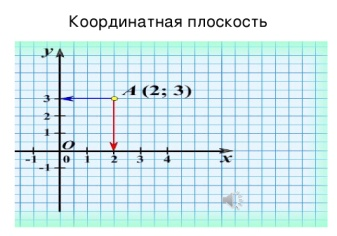 Координатная плоскость
y
A (2; 3)
3
2
1
O
-1 0 1 2 3 4 x
-1